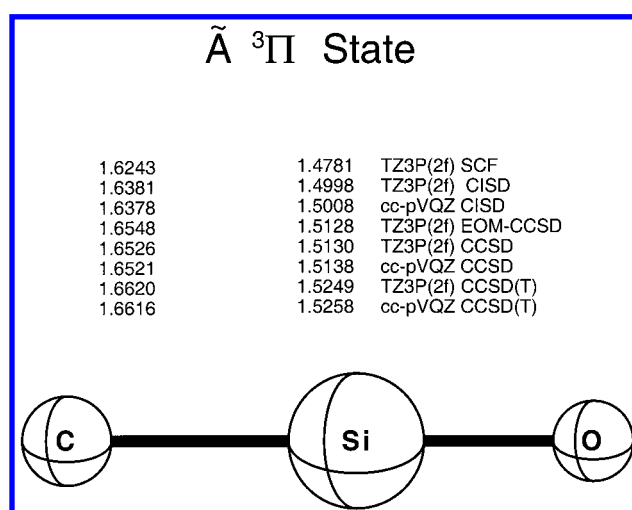 Ã ³Π State
1.6243 1.4781 TZ3P(2f) SCF
1.6381 1.4998 TZ3P(2f) CISD
1.6378 1.5008 cc-pVQZ CISD
1.6548 1.5128 TZ3P(2f) EOM-CCSD
1.6526 1.5130 TZ3P(2f) CCSD
1.6521 1.5138 cc-pVQZ CCSD
1.6620 1.5249 TZ3P(2f) CCSD(T)
1.6616 1.5258 cc-pVQZ CCSD(T)
C Si O